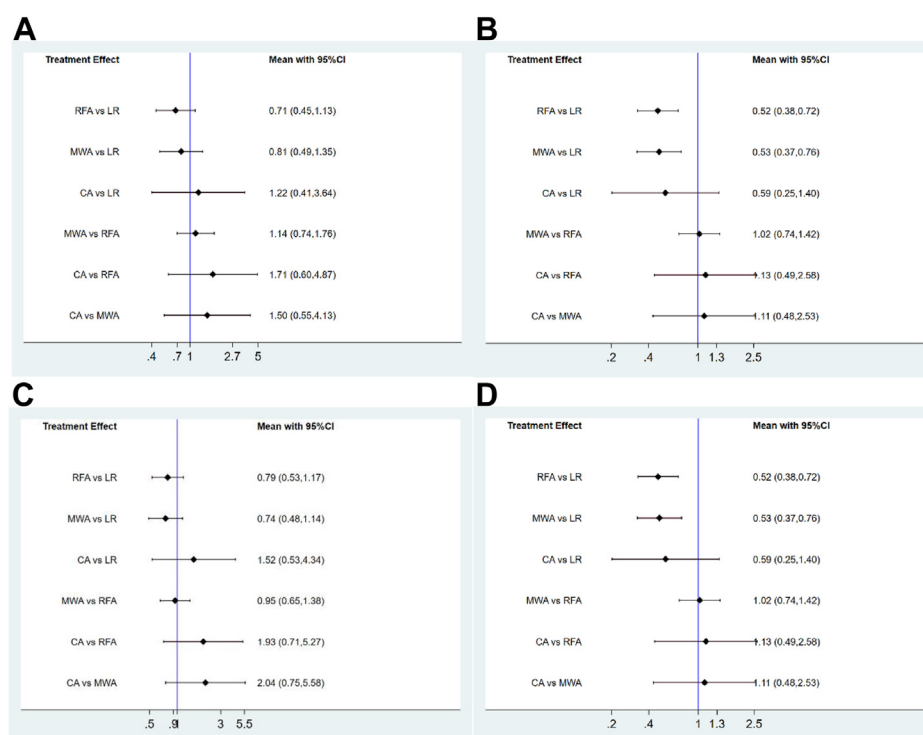 A
Treatment Effect Mean with 95%CI
RFA vs LR 0.71 (0.45,1.13)
MWA vs LR 0.81 (0.49,1.35)
CA vs LR 1.22 (0.41,3.64)
MWA vs RFA 1.14 (0.74,1.76)
CA vs RFA 1.71 (0.60,4.87)
CA vs MWA 1.50 (0.55,4.13)
.4 .7 1 2.7 5
B
Treatment Effect Mean with 95%CI
RFA vs LR 0.52 (0.38,0.72)
MWA vs LR 0.53 (0.37,0.76)
CA vs LR 0.59 (0.25,1.40)
MWA vs RFA 1.02 (0.74,1.42)
CA vs RFA 1.13 (0.49,2.58)
CA vs MWA 1.11 (0.48,2.53)
.2 .4 1 1.3 2.5
C
Treatment Effect Mean with 95%CI
RFA vs LR 0.79 (0.53,1.17)
MWA vs LR 0.74 (0.48,1.14)
CA vs LR 1.52 (0.53,4.34)
MWA vs RFA 0.95 (0.65,1.38)
CA vs RFA 1.93 (0.71,5.27)
CA vs MWA 2.04 (0.75,5.58)
.5 .9 1 3 5.5
D
Treatment Effect Mean with 95%CI
RFA vs LR 0.52 (0.38,0.72)
MWA vs LR 0.53 (0.37,0.76)
CA vs LR 0.59 (0.25,1.40)
MWA vs RFA 1.02 (0.74,1.42)
CA vs RFA 1.13 (0.49,2.58)
CA vs MWA 1.11 (0.48,2.53)
.2 .4 1 1.3 2.5